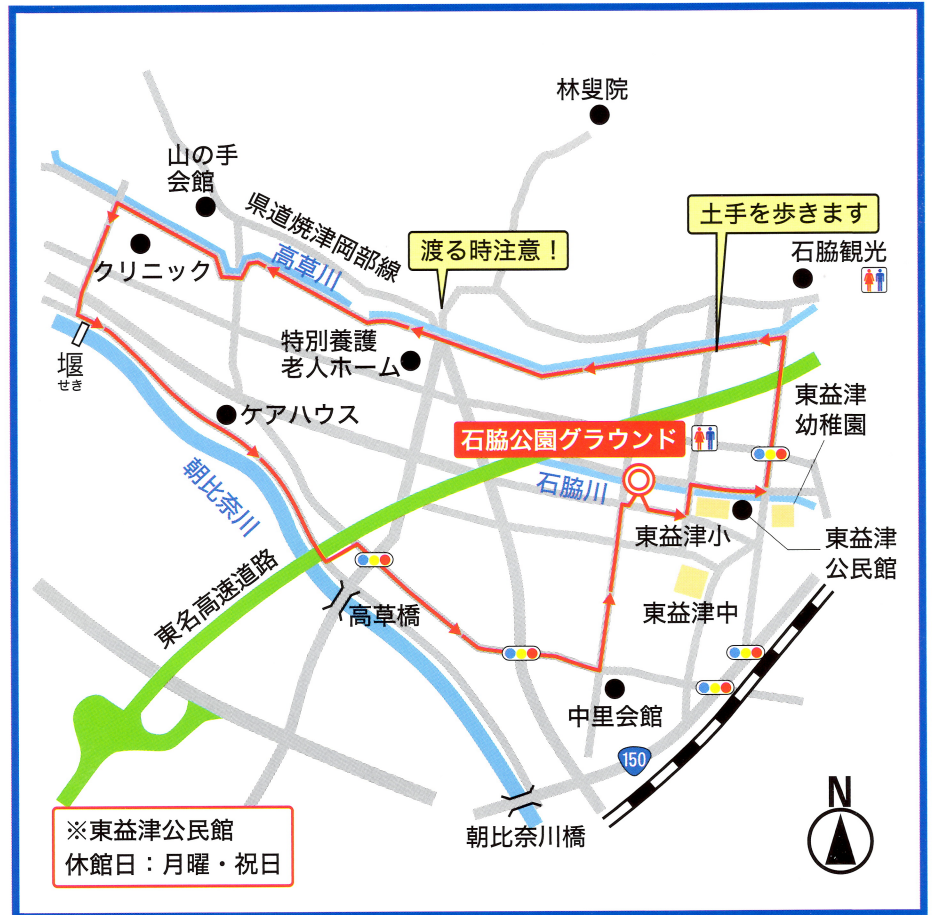 林叟院
山の手
会館
県道焼津岡部線
土手を歩きます
渡る時注意！
石脇観光
クリニック
高草川
特別養護
老人ホーム
堰
せき
ケアハウス
東益津
幼稚園
石脇公園グラウンド
石脇川
朝比奈川
東益津小
東益津
公民館
東名高速道路
高草橋
東益津中
中里会館
150
朝比奈川橋
N
※東益津公民館
休館日：月曜・祝日